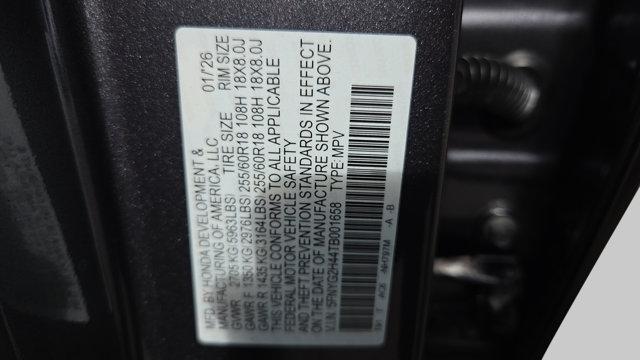 MFD. BY HONDA DEVELOPMENT & 01/26
MANUFACTURING OF AMERICA, LLC
TIRE SIZE RIM SIZE
GVWR 2705 KG(5963LBS)
GAWR F 1350 KG(2976LBS)255/60R18 108H 18X8.0J
GAWR R 1435 KG(3164LBS)255/60R18 108H 18X8.0J
THIS VEHICLE CONFORMS TO ALL APPLICABLE
FEDERAL MOTOR VEHICLE SAFETY
AND THEFT PREVENTION STANDARDS IN EFFECT
ON THE DATE OF MANUFACTURE SHOWN ABOVE.
V.I.N: 5FNYG2H44TB001658 TYPE: MPV
-NH797M -A -B